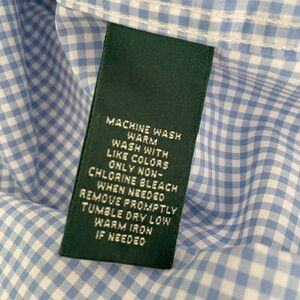 MACHINE WASH
WARM
WASH WITH
LIKE COLORS
ONLY NON-
CHLORINE BLEACH
WHEN NEEDED
REMOVE PROMPTLY
TUMBLE DRY LOW
WARM IRON
IF NEEDED